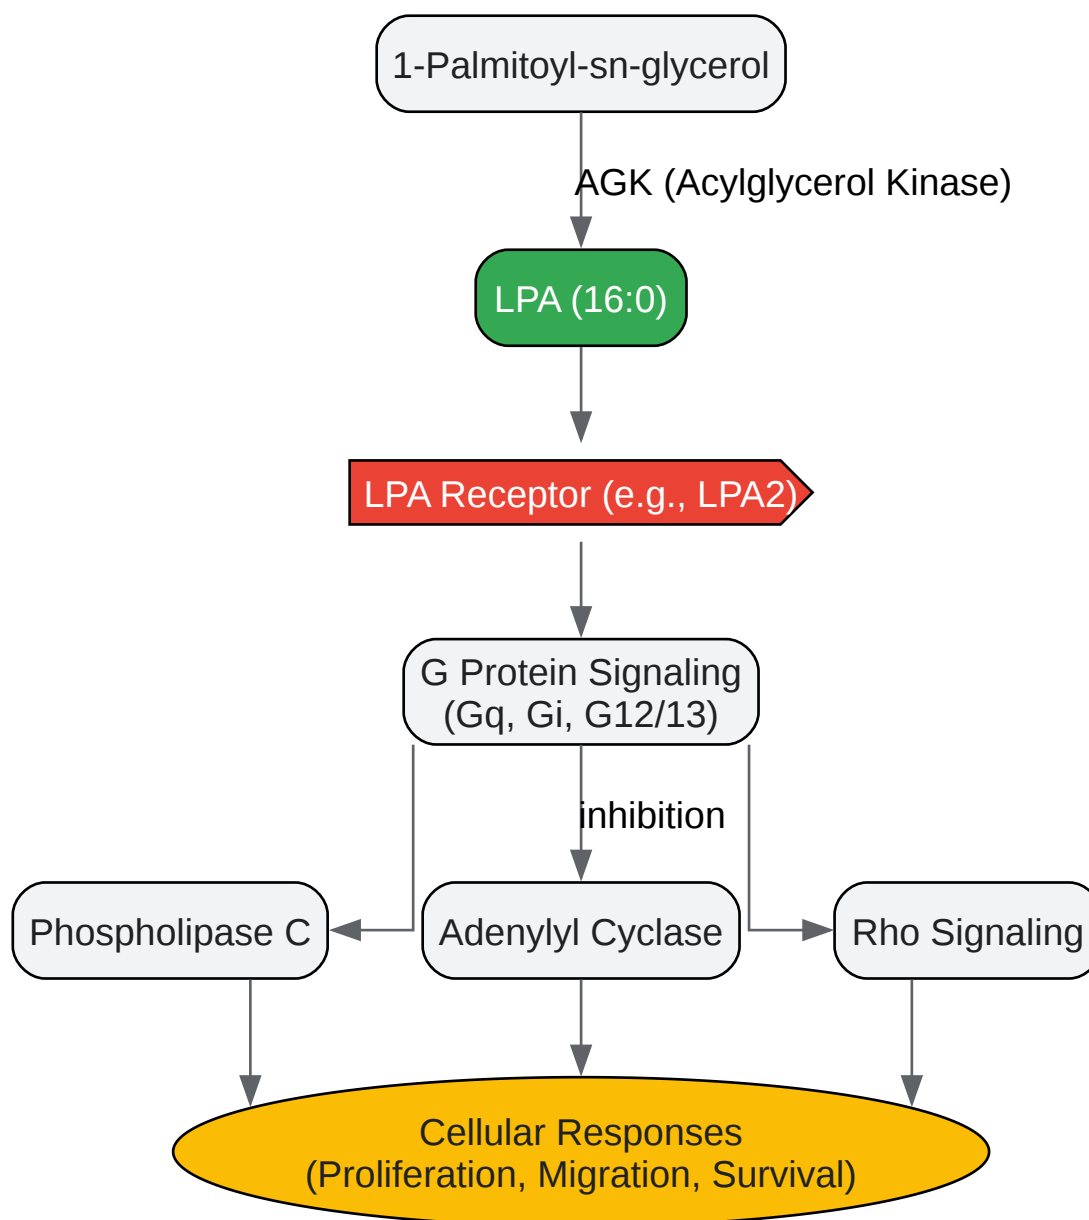 1-Palmitoyl-sn-glycerol
AGK (Acylglycerol Kinase)
LPA (16:0)
LPA Receptor (e.g., LPA2)
G Protein Signaling
(Gq, Gi, G12/13)
inhibition
Phospholipase C
Adenylyl Cyclase
Rho Signaling
Cellular Responses
(Proliferation, Migration, Survival)